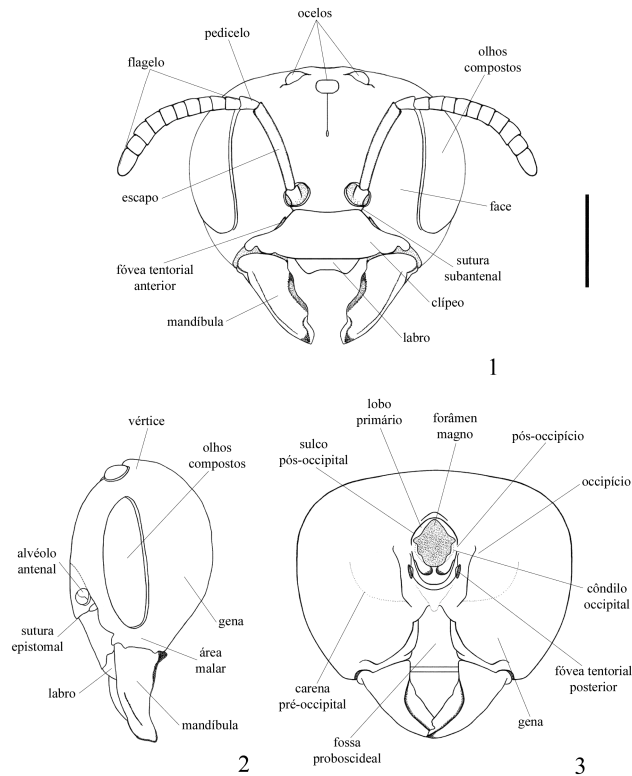 ocelos
pedicelo
flagelo
olhos
compostos
escapo
face
fóvea tentorial
anterior
sutura
subantenal
clípeo
mandíbula
labro
1
vértice
olhos
compostos
alvéolo
antenal
sutura
epistomal
gena
área
malar
labro
mandíbula
2
lobo
primário
forâmen
magno
sulco
pós-occipital
pós-occipício
occipício
côndilo
occipital
carena
pré-occipital
fóvea tentorial
posterior
gena
fossa
proboscideal
3